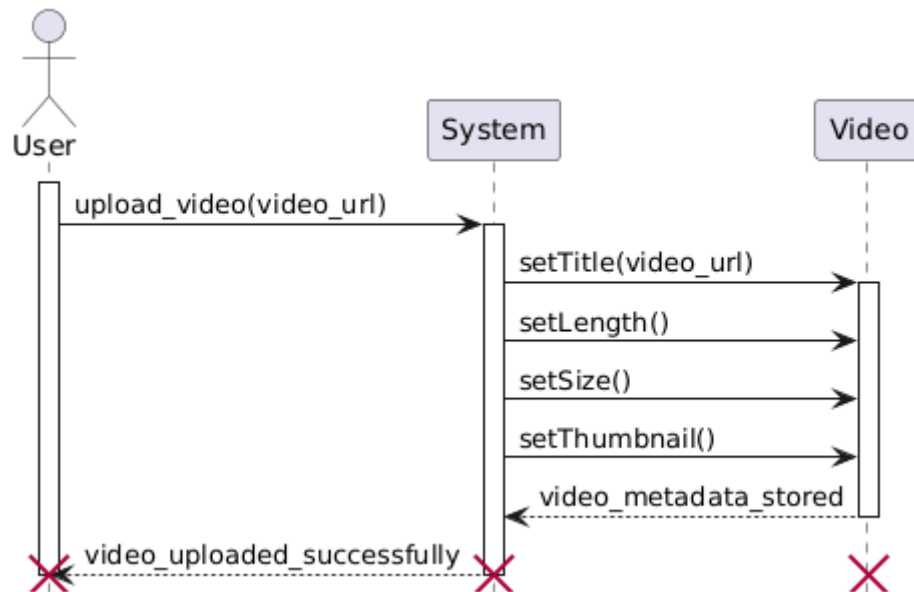 User
System
Video
upload_video(video_url)
setTitle(video_url)
setLength()
setSize()
setThumbnail()
video_metadata_stored
video_uploaded_successfully